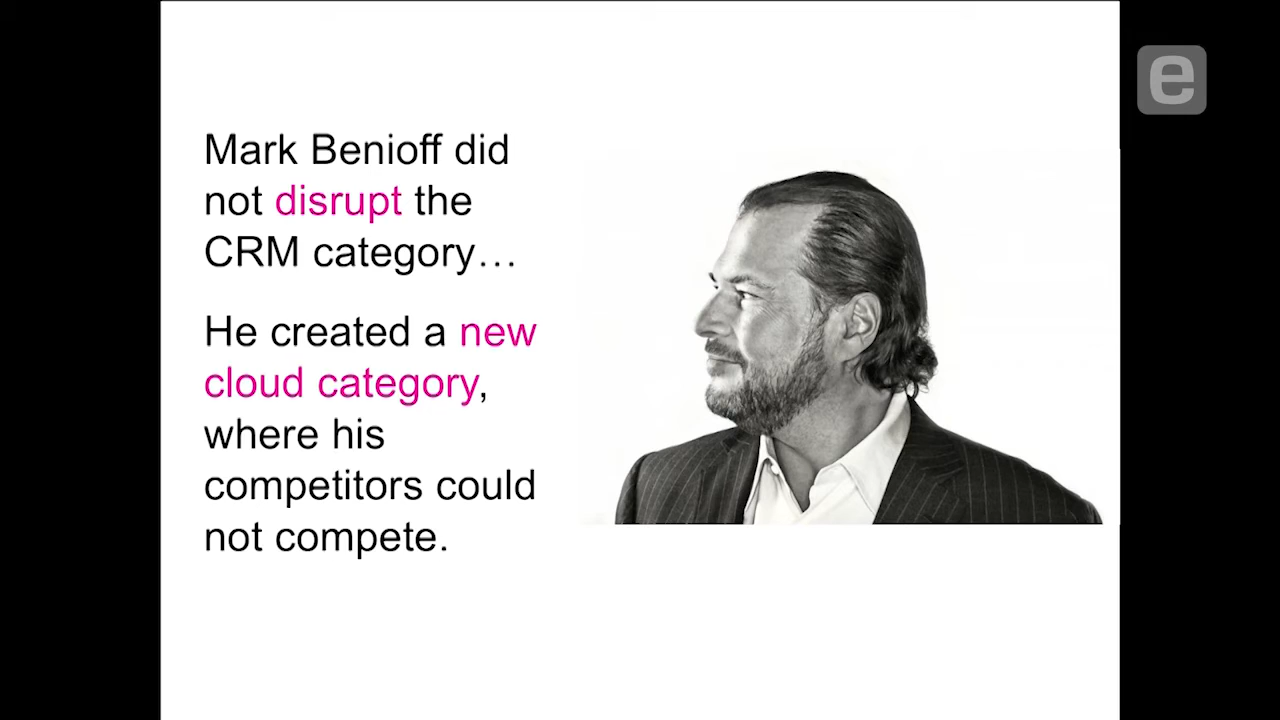 Mark Benioff did
not disrupt the
CRM category…
He created a new
cloud category,
where his
competitors could
not compete.
e